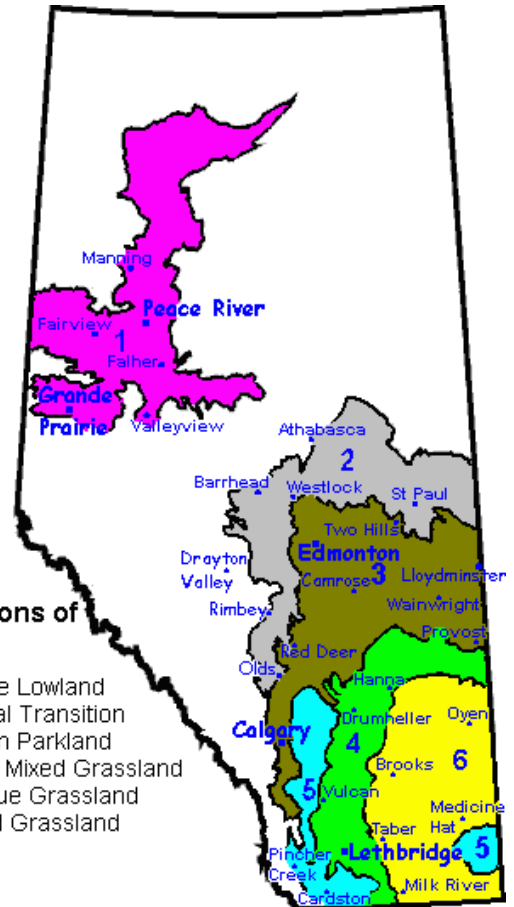 Manning
Peace River
Fairview
1
Falher
Grande
Prairie
Valleyview
Athabasca
2
Barrhead
Westlock
St Paul
Two Hills
Edmonton
Drayton
Valley
Camrose
3
Lloydminster
Wainwright
Rimbey
ons of
Provost
Red Deer
Olds
Hanna
e Lowland
al Transition
n Parkland
Mixed Grassland
ue Grassland
d Grassland
Drumheller
Oyen
Calgary
4
6
Brooks
5
Vulcan
Medicine
Hat
Taber
Lethbridge
5
Pincher
Creek
Cardston
Milk River